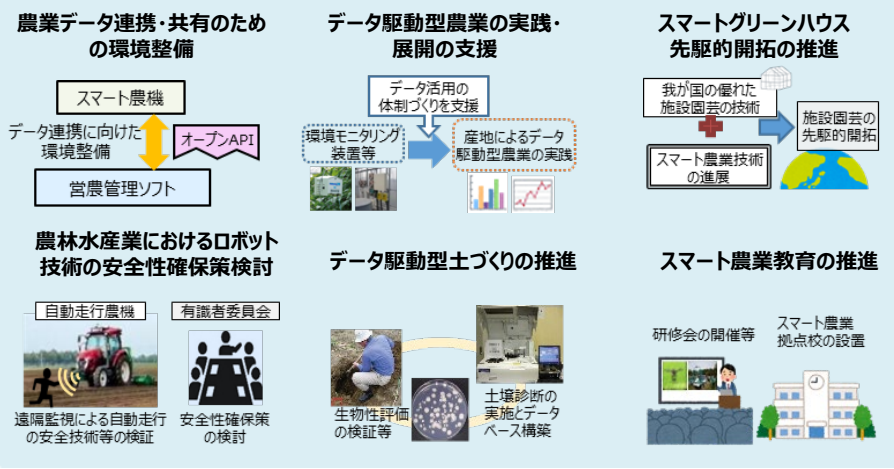 農業データ連携・共有のため
の環境整備
スマート農機
データ連携に向けた
環境整備
オープンAPI
営農管理ソフト
データ駆動型農業の実践・
展開の支援
データ活用の
体制づくりを支援
環境モニタリング
装置等
産地によるデータ
駆動型農業の実践
スマートグリーンハウス
先駆的開拓の推進
我が国の優れた
施設園芸の技術
スマート農業技術
の進展
施設園芸の
先駆的開拓
農林水産業におけるロボット
技術の安全性確保策検討
自動走行農機
有識者委員会
遠隔監視による自動走行
の安全技術等の検証
安全性確保策
の検討
データ駆動型土づくりの推進
生物性評価
の検証等
土壌診断の
実施とデータ
ベース構築
スマート農業教育の推進
研修会の開催等
スマート農業
拠点校の設置